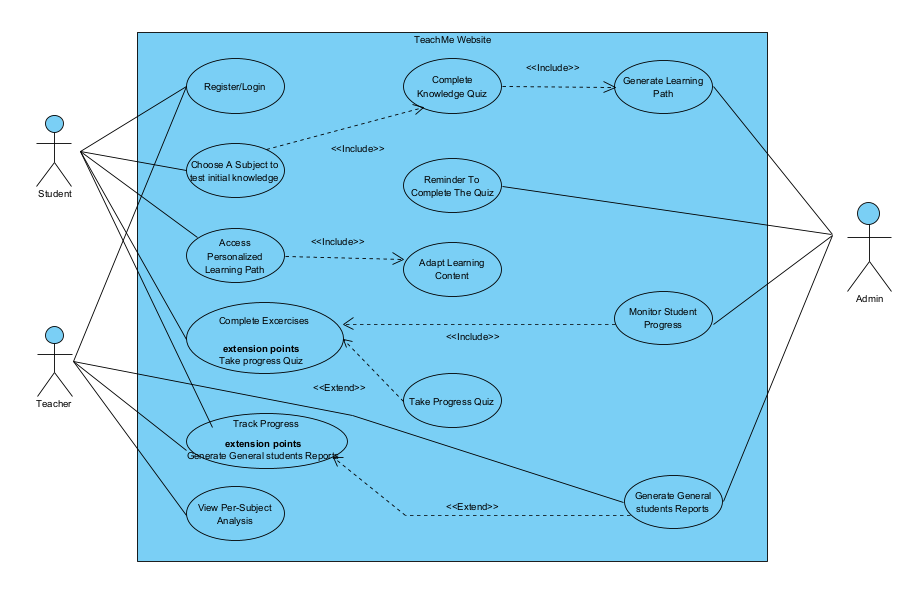 TeachMe Website
Register/Login
Complete
Knowledge Quiz
<<Include>>
Generate Learning
Path
Student
Choose A Subject to
test initial knowledge
<<Include>>
Reminder To
Complete The Quiz
Admin
Access
Personalized
Learning Path
<<Include>>
Adapt Learning
Content
Complete Excercises
extension points
Take progress Quiz
<<Include>>
Monitor Student
Progress
Teacher
<<Extend>>
Take Progress Quiz
Track Progress
extension points
Generate General students Reports
View Per-Subject
Analysis
<<Extend>>
Generate General
students Reports